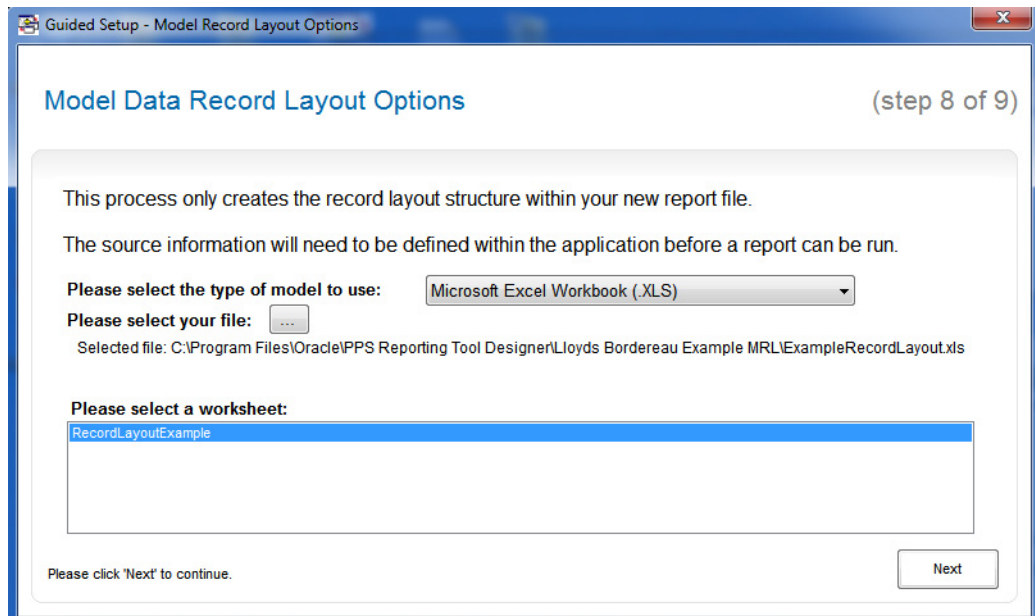 Guided Setup - Model Record Layout Options
Model Data Record Layout Options (step 8 of 9)
This process only creates the record layout structure within your new report file.
The source information will need to be defined within the application before a report can be run.
Please select the type of model to use: Microsoft Excel Workbook (.XLS)
Please select your file: ...
Selected file: C:\Program Files\Oracle\PPS Reporting Tool Designer\Lloyds Bordereau Example MRL\ExampleRecordLayout.xls
Please select a worksheet:
RecordLayoutExample
Please click 'Next' to continue. Next